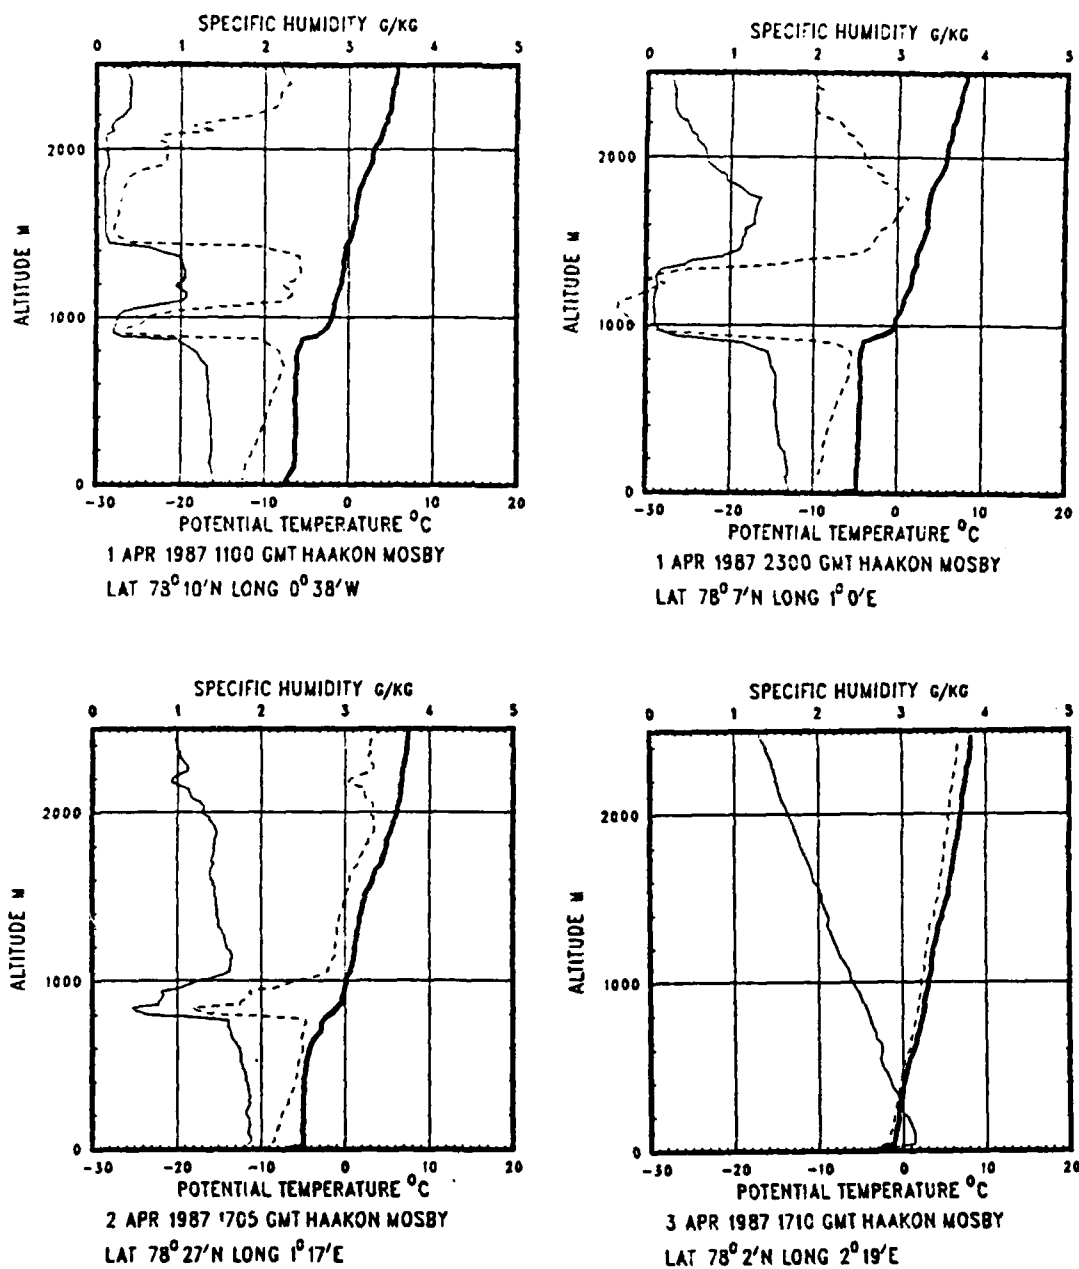 SPECIFIC HUMIDITY G/KG
0 1 2 3 4 5
2000
1000
0
ALTITUDE M
-30 -20 -10 0 10 20
POTENTIAL TEMPERATURE °C
1 APR 1987 1100 GMT HAAKON MOSBY
LAT 78°10'N LONG 0°38'W
SPECIFIC HUMIDITY G/KG
0 1 2 3 4 5
2000
1000
0
ALTITUDE M
-30 -20 -10 0 10 20
POTENTIAL TEMPERATURE °C
1 APR 1987 2300 GMT HAAKON MOSBY
LAT 78°7'N LONG 1°0'E
SPECIFIC HUMIDITY G/KG
0 1 2 3 4 5
2000
1000
0
ALTITUDE M
-30 -20 -10 0 10 20
POTENTIAL TEMPERATURE °C
2 APR 1987 1705 GMT HAAKON MOSBY
LAT 78°27'N LONG 1°17'E
SPECIFIC HUMIDITY G/KG
0 1 2 3 4 5
2000
1000
0
ALTITUDE M
-30 -20 -10 0 10 20
POTENTIAL TEMPERATURE °C
3 APR 1987 1710 GMT HAAKON MOSBY
LAT 78°2'N LONG 2°19'E